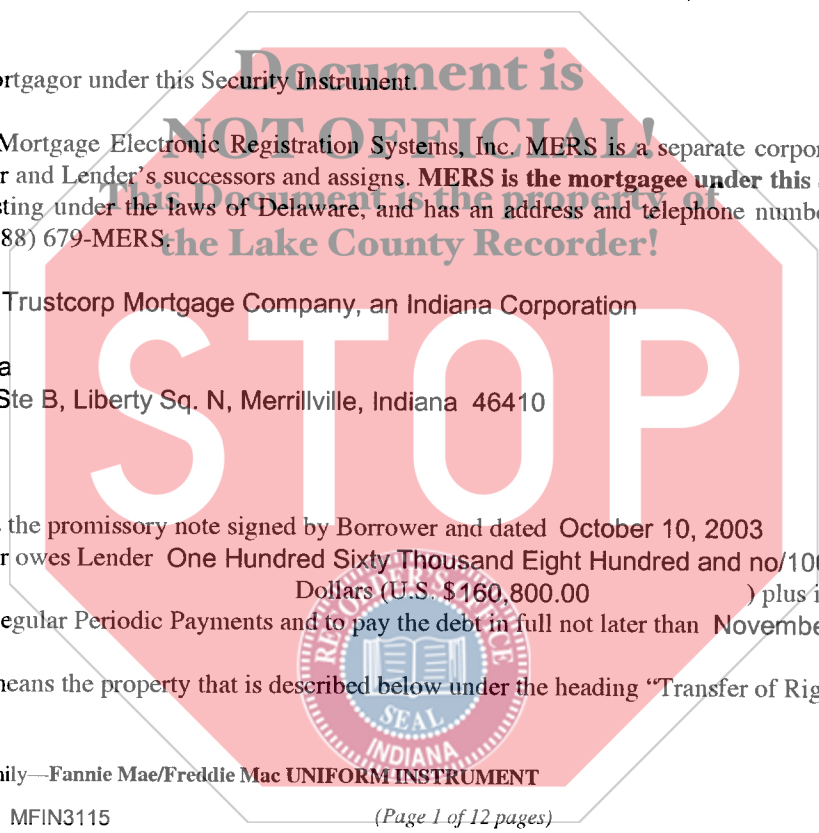 Document is
ortgagor under this Security Instrument.
NOT OFFICIAL!
Mortgage Electronic Registration Systems, Inc. MERS is a separate corpor
r and Lender's successors and assigns. MERS is the mortgagee under this
This Document is the property of
sting under the laws of Delaware, and has an address and telephone numbe
88) 679-MERS.
the Lake County Recorder!
Trustcorp Mortgage Company, an Indiana Corporation
a
Ste B, Liberty Sq. N, Merrillville, Indiana 46410
STOP
the promissory note signed by Borrower and dated October 10, 2003
r owes Lender One Hundred Sixty Thousand Eight Hundred and no/100
Dollars (U.S. $160,800.00 ) plus i
egular Periodic Payments and to pay the debt in full not later than Novembe
neans the property that is described below under the heading “Transfer of Rig
RECORDER'S OFFICE
SEAL
INDIANA
nily—Fannie Mae/Freddie Mac UNIFORM INSTRUMENT
MFIN3115 (Page 1 of 12 pages)